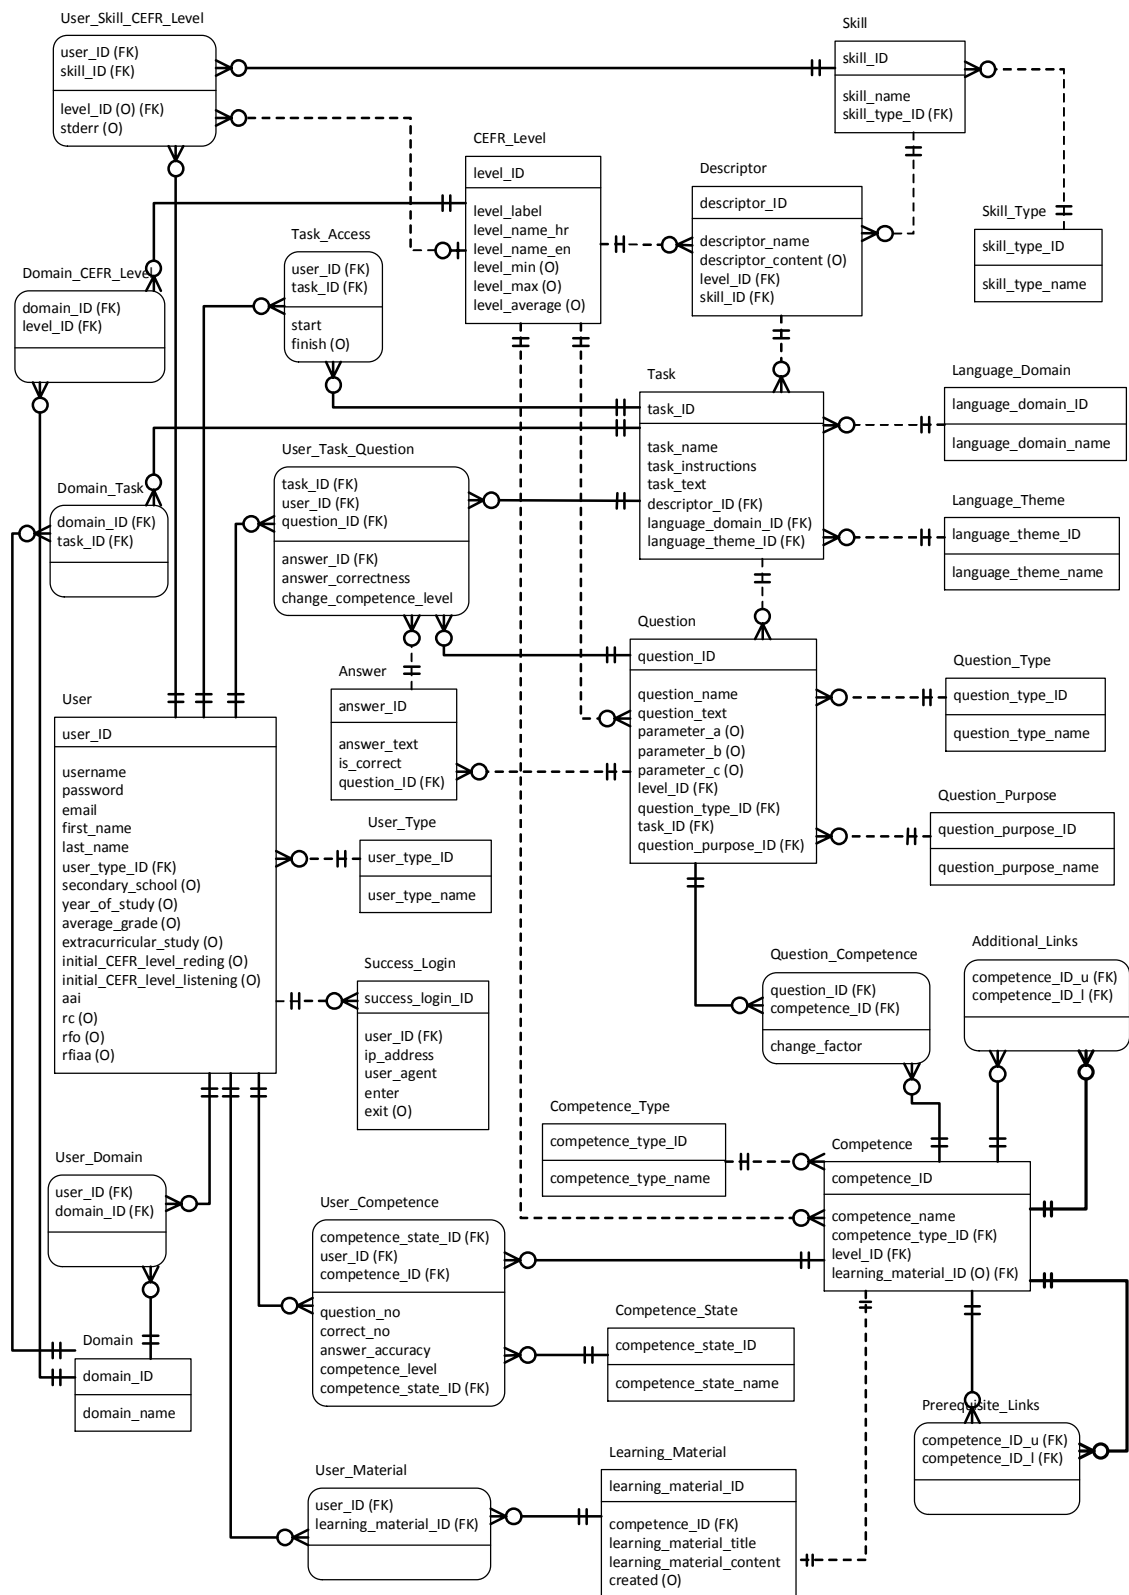 User_Skill_CEFR_Level
user_ID (FK)
skill_ID (FK)
level_ID (O) (FK)
stderr (O)
Skill
skill_ID
skill_name
skill_type_ID (FK)
CEFR_Level
level_ID
level_label
level_name_hr
level_name_en
level_min (O)
level_max (O)
level_average (O)
Descriptor
descriptor_ID
descriptor_name
descriptor_content (O)
level_ID (FK)
skill_ID (FK)
Skill_Type
skill_type_ID
skill_type_name
Task_Access
user_ID (FK)
task_ID (FK)
start
finish (O)
Domain_CEFR_Level
domain_ID (FK)
level_ID (FK)
Task
task_ID
task_name
task_instructions
task_text
descriptor_ID (FK)
language_domain_ID (FK)
language_theme_ID (FK)
Language_Domain
language_domain_ID
language_domain_name
User_Task_Question
task_ID (FK)
user_ID (FK)
question_ID (FK)
answer_ID (FK)
answer_correctness
change_competence_level
Domain_Task
domain_ID (FK)
task_ID (FK)
Language_Theme
language_theme_ID
language_theme_name
Question
question_ID
question_name
question_text
parameter_a (O)
parameter_b (O)
parameter_c (O)
level_ID (FK)
question_type_ID (FK)
task_ID (FK)
question_purpose_ID (FK)
Question_Type
question_type_ID
question_type_name
Answer
answer_ID
answer_text
is_correct
question_ID (FK)
User
user_ID
username
password
email
first_name
last_name
user_type_ID (FK)
secondary_school (O)
year_of_study (O)
average_grade (O)
extracurricular_study (O)
initial_CEFR_level_reding (O)
initial_CEFR_level_listening (O)
aai
rc (O)
rfo (O)
rfiaa (O)
User_Type
user_type_ID
user_type_name
Question_Purpose
question_purpose_ID
question_purpose_name
Success_Login
success_login_ID
user_ID (FK)
ip_address
user_agent
enter
exit (O)
Question_Competence
question_ID (FK)
competence_ID (FK)
change_factor
Additional_Links
competence_ID_u (FK)
competence_ID_l (FK)
Competence_Type
competence_type_ID
competence_type_name
Competence
competence_ID
competence_name
competence_type_ID (FK)
level_ID (FK)
learning_material_ID (O) (FK)
User_Domain
user_ID (FK)
domain_ID (FK)
User_Competence
competence_state_ID (FK)
user_ID (FK)
competence_ID (FK)
question_no
correct_no
answer_accuracy
competence_level
competence_state_ID (FK)
Competence_State
competence_state_ID
competence_state_name
Domain
domain_ID
domain_name
Prerequisite_Links
competence_ID_u (FK)
competence_ID_l (FK)
User_Material
user_ID (FK)
learning_material_ID (FK)
Learning_Material
learning_material_ID
competence_ID (FK)
learning_material_title
learning_material_content
created (O)